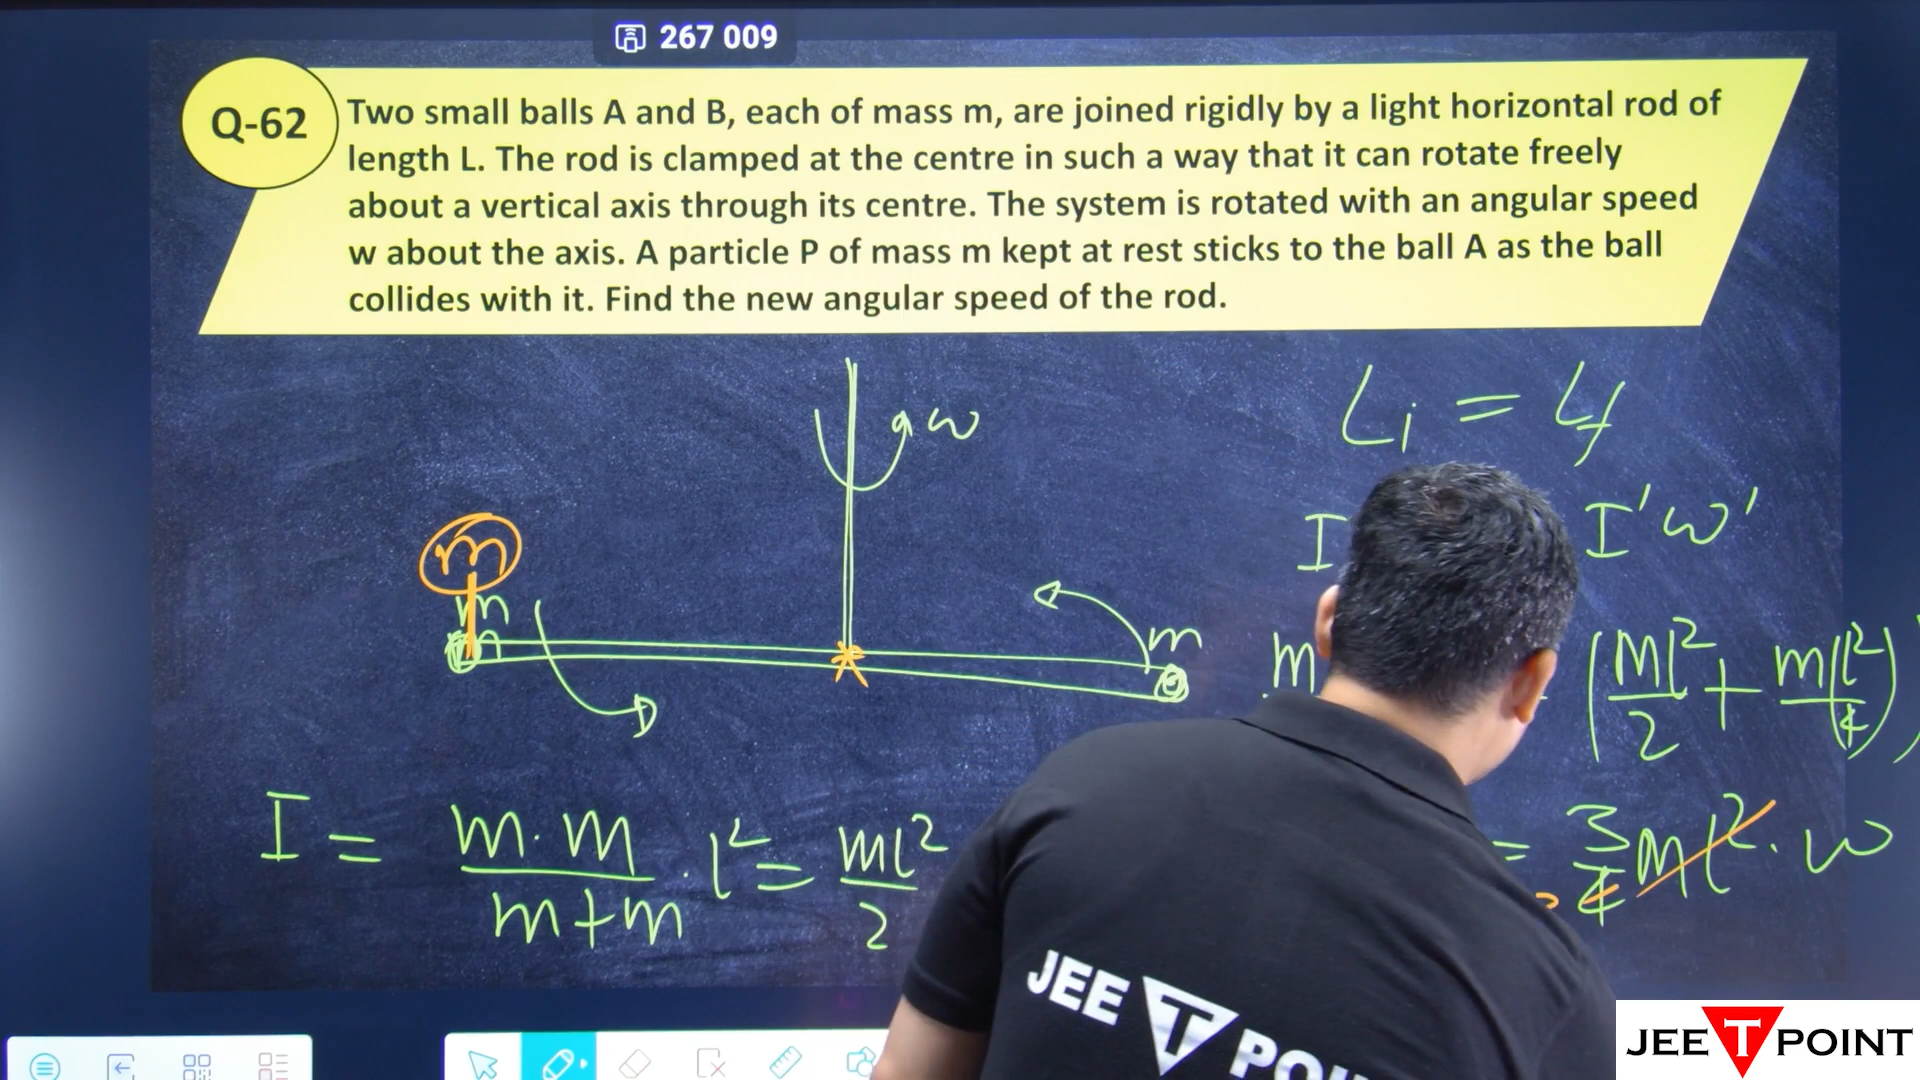 267 009
Q-62
Two small balls A and B, each of mass m, are joined rigidly by a light horizontal rod of
length L. The rod is clamped at the centre in such a way that it can rotate freely
about a vertical axis through its centre. The system is rotated with an angular speed
w about the axis. A particle P of mass m kept at rest sticks to the ball A as the ball
collides with it. Find the new angular speed of the rod.
Li = Lf
ω
I I'ω'
m
m
m
m
m (ml²/2 + ml²/4)
I = m·m/m+m · l² = ml²/2
= 3/4 ml² · ω
JEE T POI
JEE T POINT